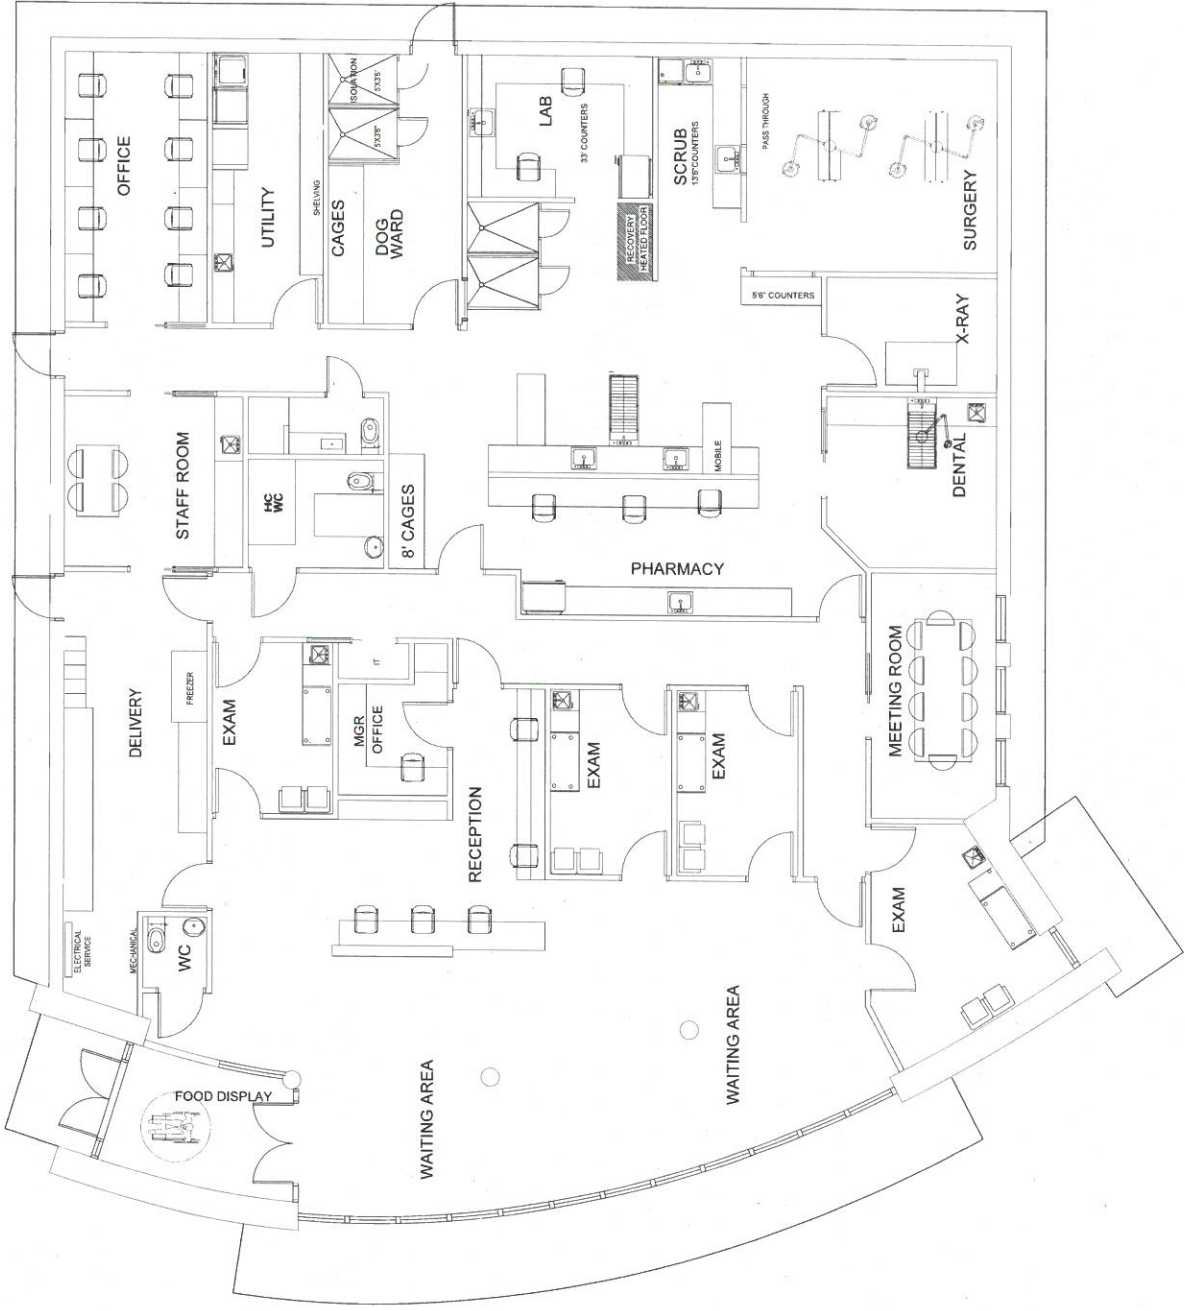 OFFICE
UTILITY
SHELVING
ISOLATION
5'X3'6"
5'X3'6"
CAGES
DOG
WARD
LAB
33' COUNTERS
RECOVERY
HEATED FLOOR
SCRUB
13'6" COUNTERS
PASS THROUGH
SURGERY
5'6" COUNTERS
X-RAY
STAFF ROOM
HC
WC
8' CAGES
MOBILE
DENTAL
PHARMACY
DELIVERY
FREEZER
EXAM
IT
MGR
OFFICE
RECEPTION
EXAM
EXAM
MEETING ROOM
EXAM
ELECTRICAL
SERVICE
MECHANICAL
WC
FOOD DISPLAY
WAITING AREA
WAITING AREA